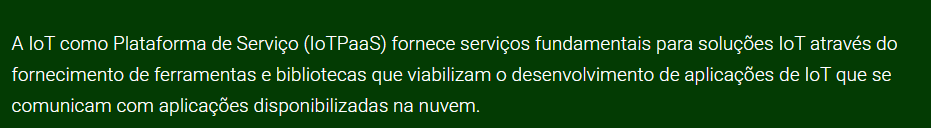 A IoT como Plataforma de Serviço (IoTPaaS) fornece serviços fundamentais para soluções IoT através do
fornecimento de ferramentas e bibliotecas que viabilizam o desenvolvimento de aplicações de IoT que se
comunicam com aplicações disponibilizadas na nuvem.